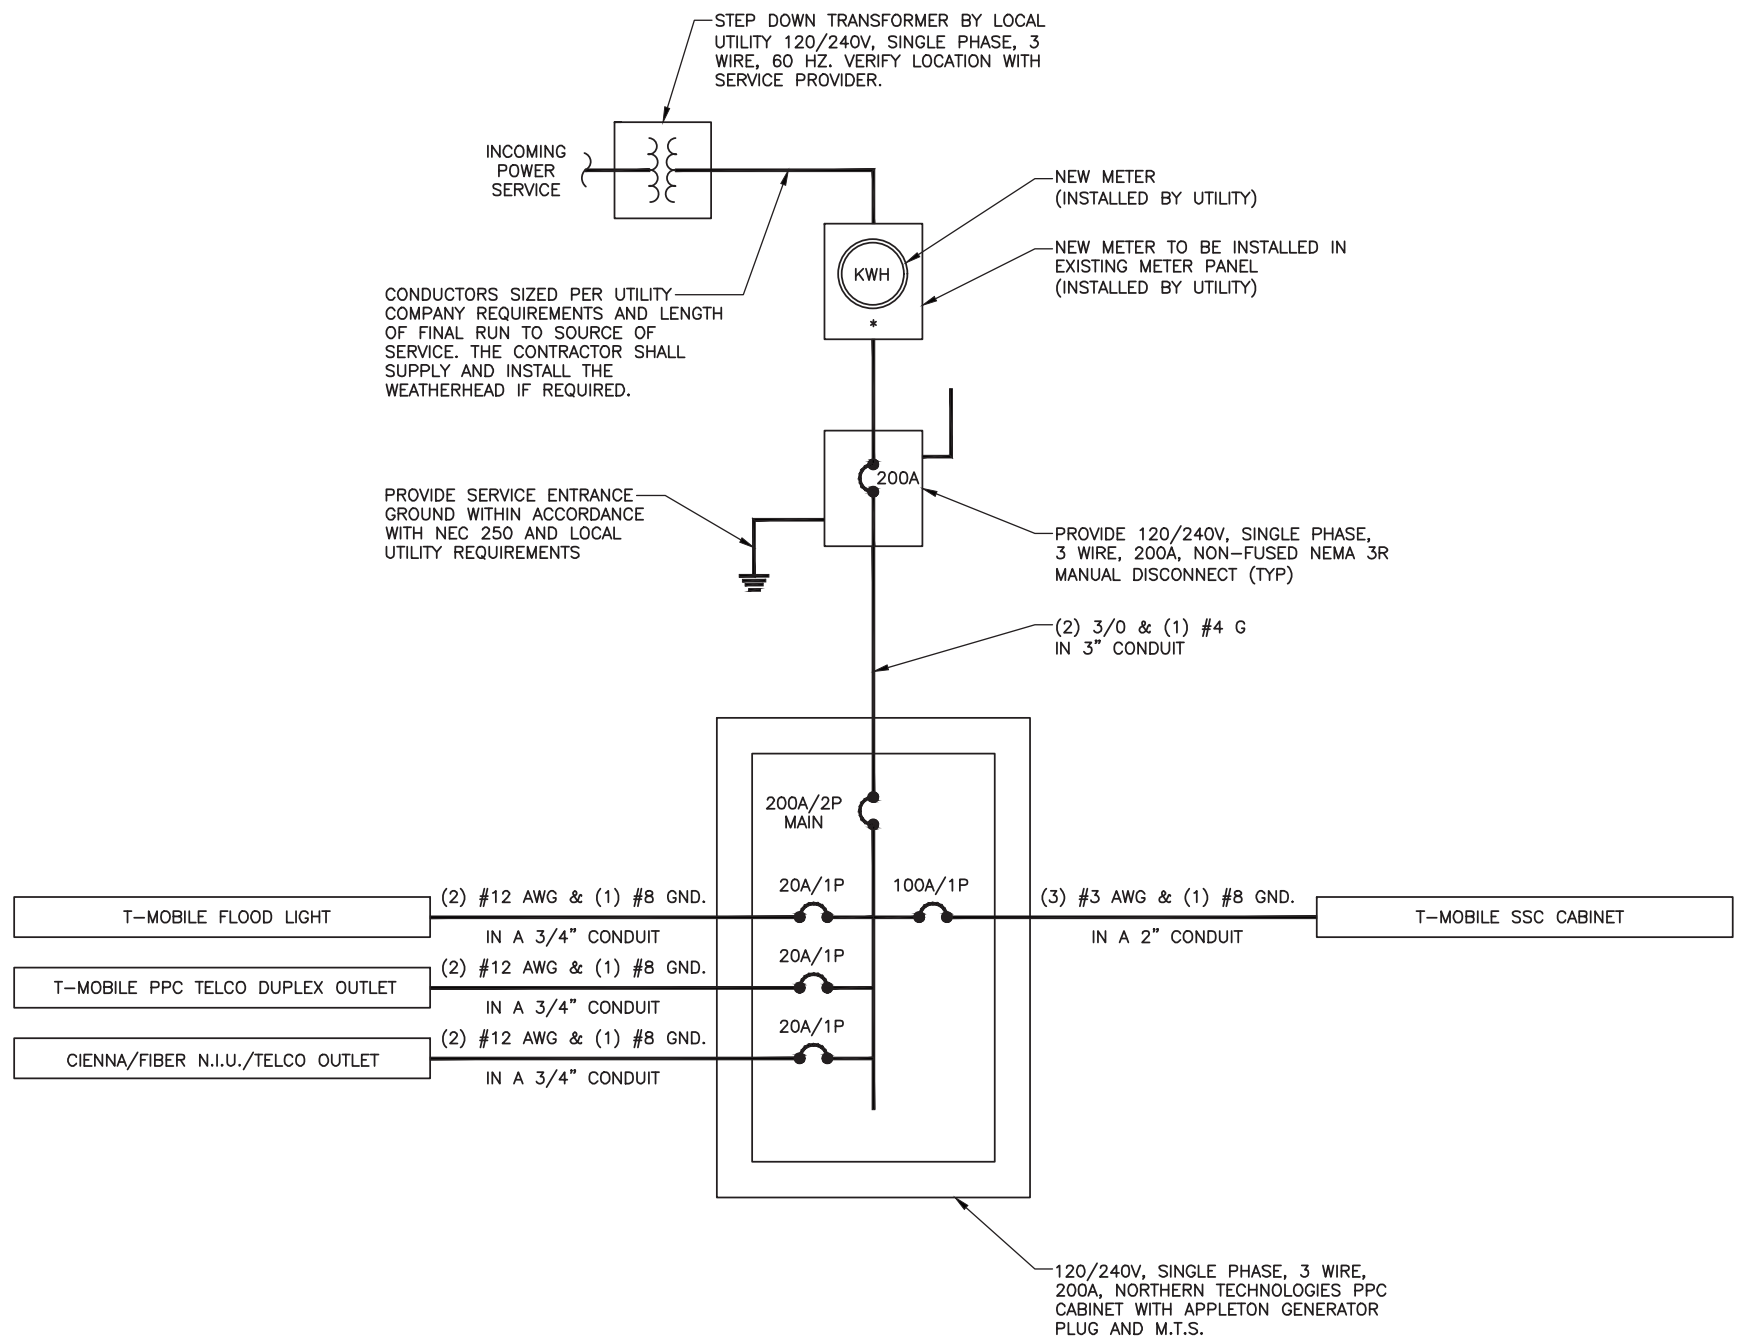 STEP DOWN TRANSFORMER BY LOCAL
UTILITY 120/240V, SINGLE PHASE, 3
WIRE, 60 HZ. VERIFY LOCATION WITH
SERVICE PROVIDER.
INCOMING
POWER
SERVICE
NEW METER
(INSTALLED BY UTILITY)
NEW METER TO BE INSTALLED IN
EXISTING METER PANEL
(INSTALLED BY UTILITY)
KWH
*
CONDUCTORS SIZED PER UTILITY
COMPANY REQUIREMENTS AND LENGTH
OF FINAL RUN TO SOURCE OF
SERVICE. THE CONTRACTOR SHALL
SUPPLY AND INSTALL THE
WEATHERHEAD IF REQUIRED.
200A
PROVIDE SERVICE ENTRANCE
GROUND WITHIN ACCORDANCE
WITH NEC 250 AND LOCAL
UTILITY REQUIREMENTS
PROVIDE 120/240V, SINGLE PHASE,
3 WIRE, 200A, NON-FUSED NEMA 3R
MANUAL DISCONNECT (TYP)
(2) 3/0 & (1) #4 G
IN 3" CONDUIT
200A/2P
MAIN
20A/1P
100A/1P
(2) #12 AWG & (1) #8 GND.
(3) #3 AWG & (1) #8 GND.
T-MOBILE FLOOD LIGHT
T-MOBILE SSC CABINET
IN A 3/4" CONDUIT
IN A 2" CONDUIT
20A/1P
(2) #12 AWG & (1) #8 GND.
T-MOBILE PPC TELCO DUPLEX OUTLET
IN A 3/4" CONDUIT
20A/1P
(2) #12 AWG & (1) #8 GND.
CIENNA/FIBER N.I.U./TELCO OUTLET
IN A 3/4" CONDUIT
120/240V, SINGLE PHASE, 3 WIRE,
200A, NORTHERN TECHNOLOGIES PPC
CABINET WITH APPLETON GENERATOR
PLUG AND M.T.S.